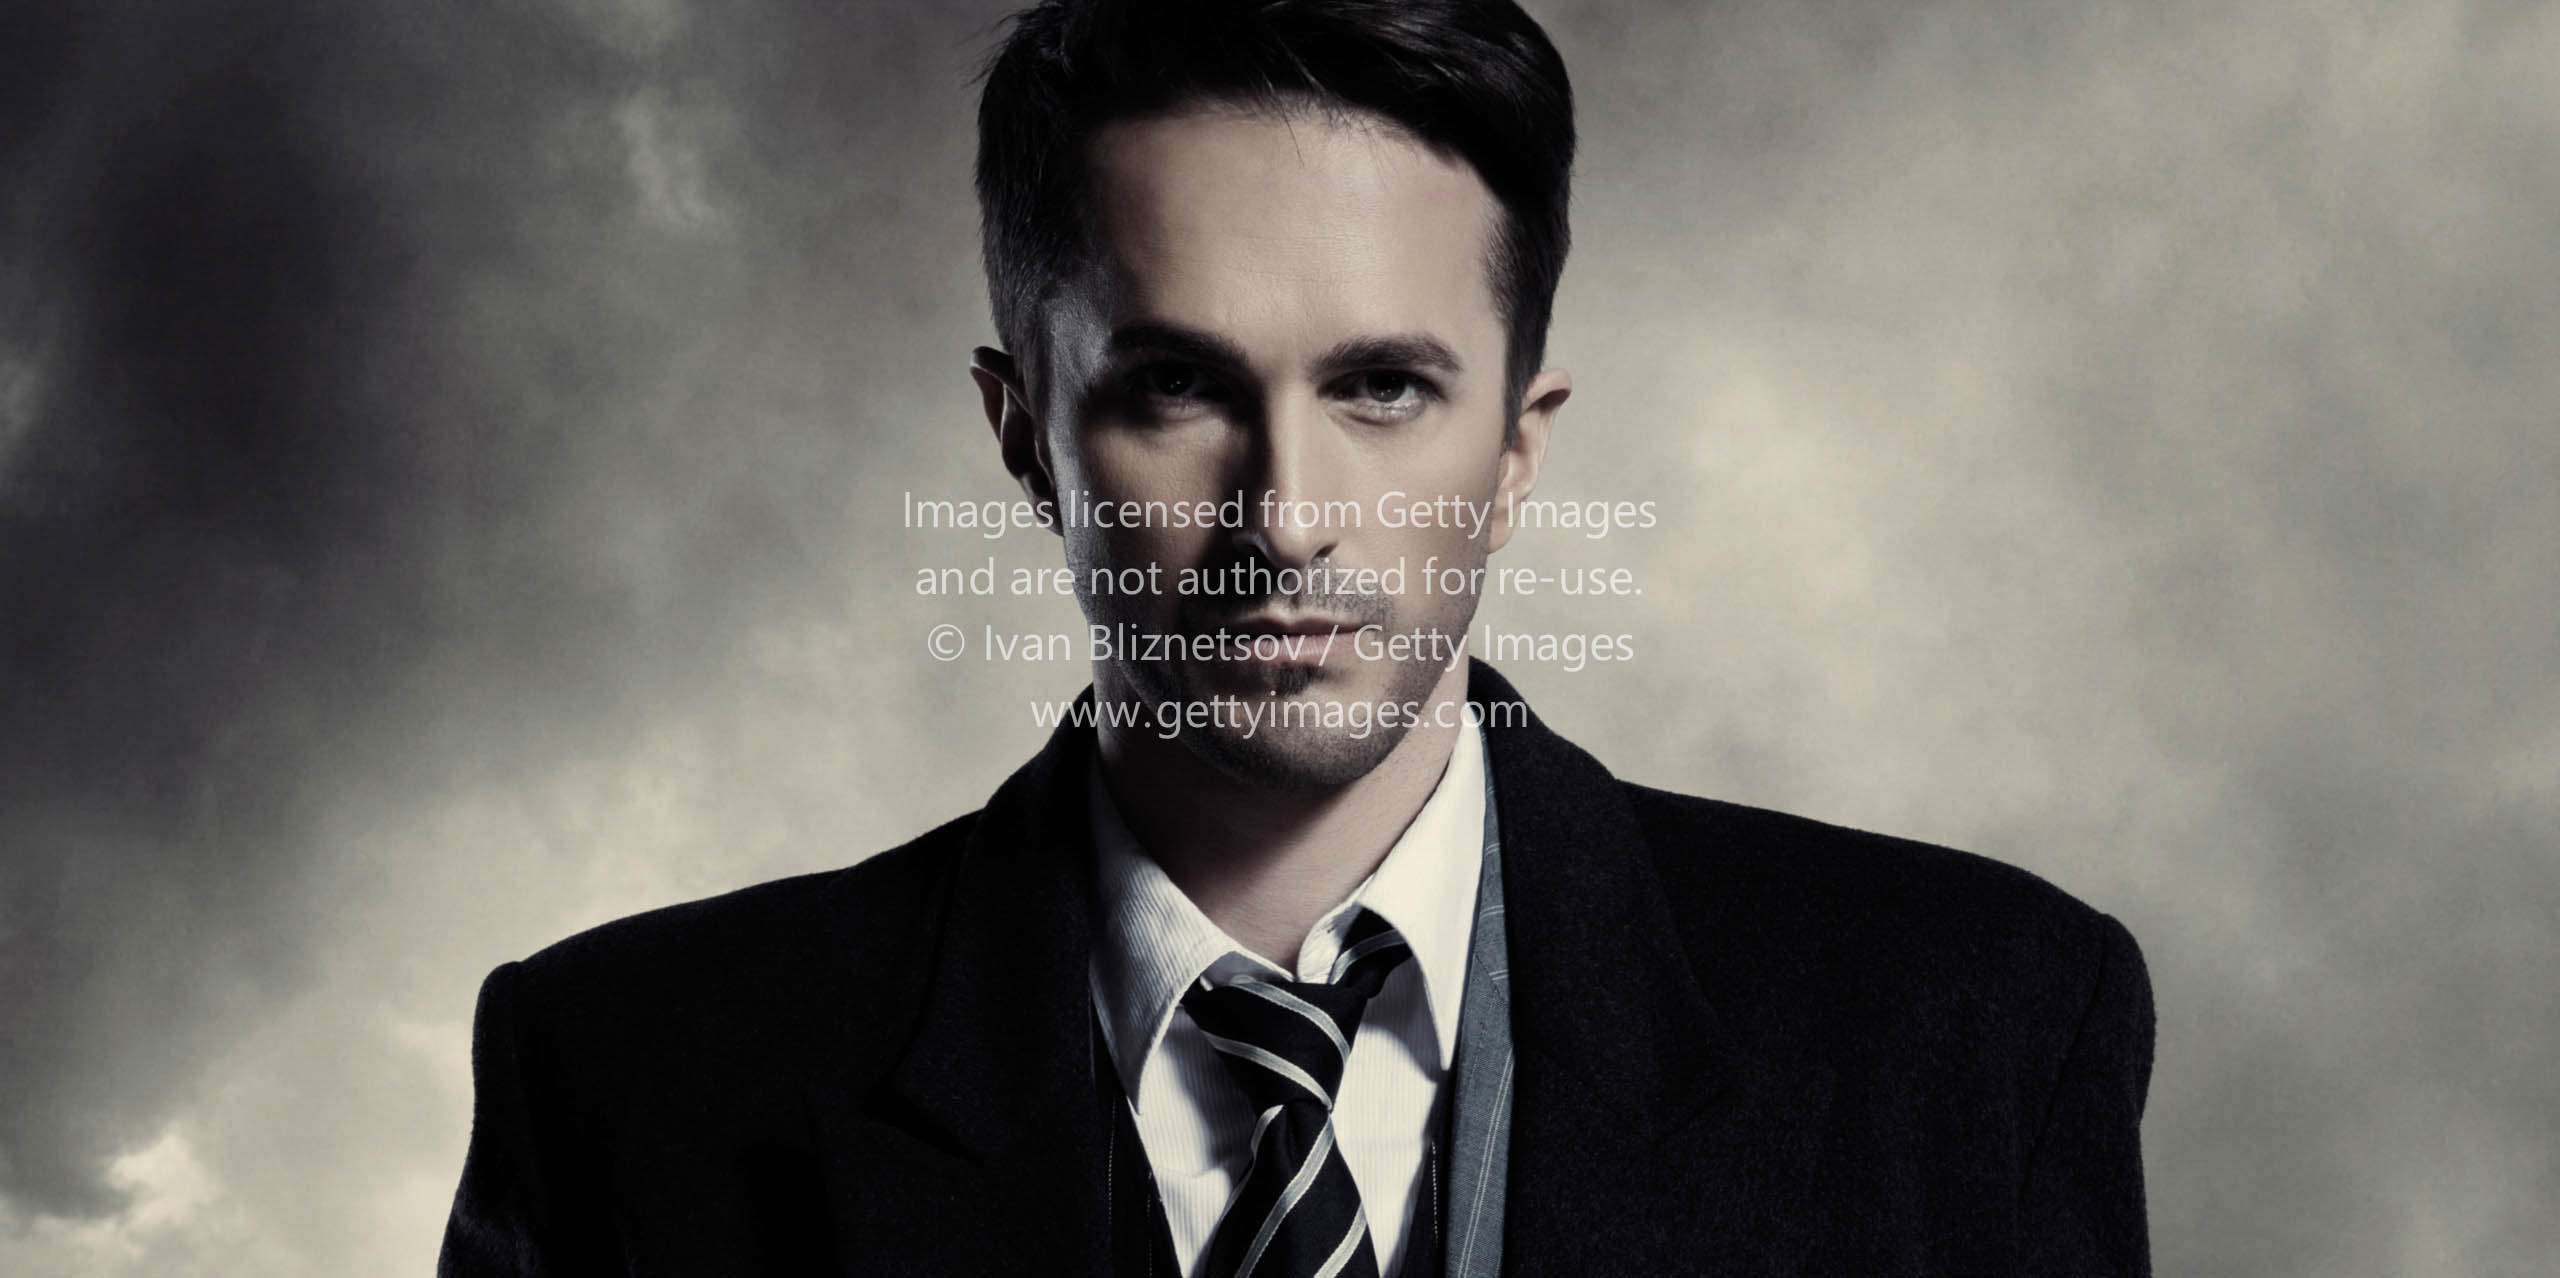 Images licensed from Getty Images
and are not authorized for re-use.
© Ivan Bliznetsov / Getty Images
www.gettyimages.com